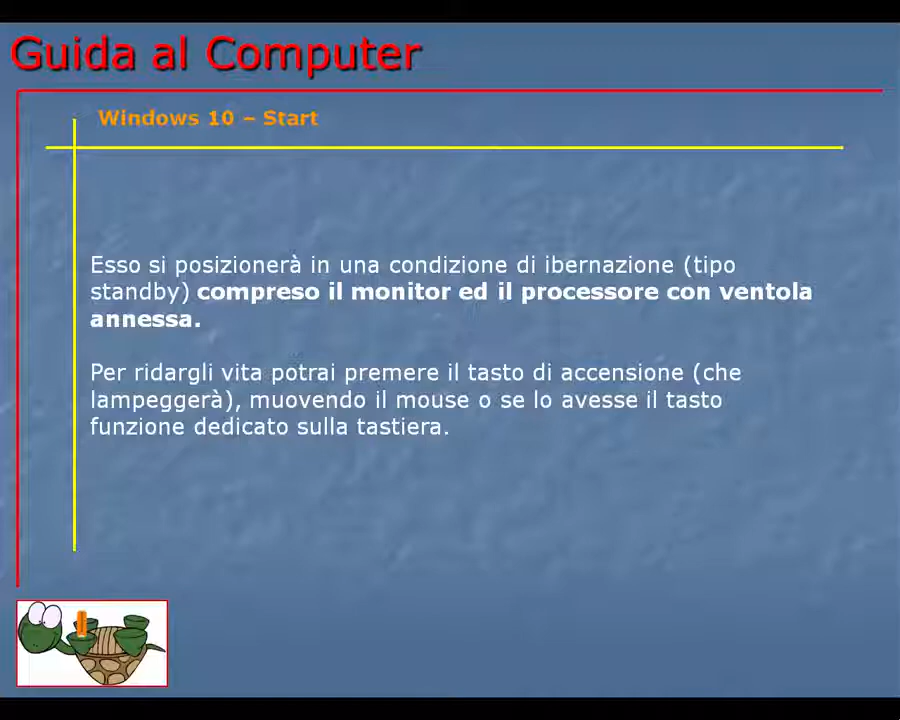 Guida al Computer
Windows 10 – Start
Esso si posizionerà in una condizione di ibernazione (tipo
standby) compreso il monitor ed il processore con ventola
annessa.
Per ridargli vita potrai premere il tasto di accensione (che
lampeggerà), muovendo il mouse o se lo avesse il tasto
funzione dedicato sulla tastiera.